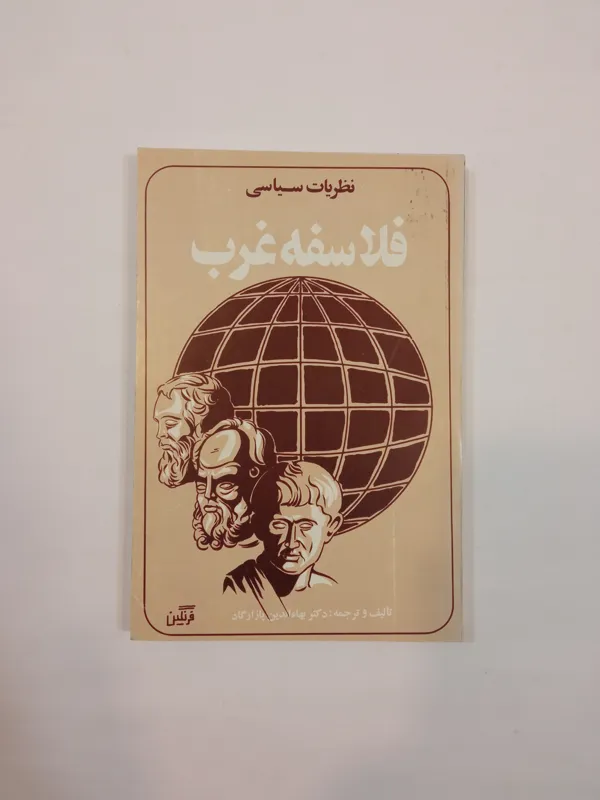 نظریات سیاسی
فلاسفه غرب
تألیف و ترجمه: دکتر بهاءالدین پازارگاد
فرزین